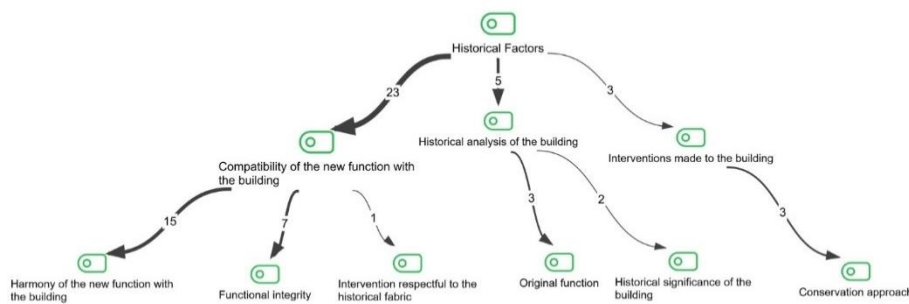 Historical Factors
23
5
3
Compatibility of the new function with
the building
Historical analysis of the building
Interventions made to the building
15
7
1
3
2
3
Harmony of the new function with
the building
Functional integrity
Intervention respectful to the
historical fabric
Original function
Historical significance of the
building
Conservation approach